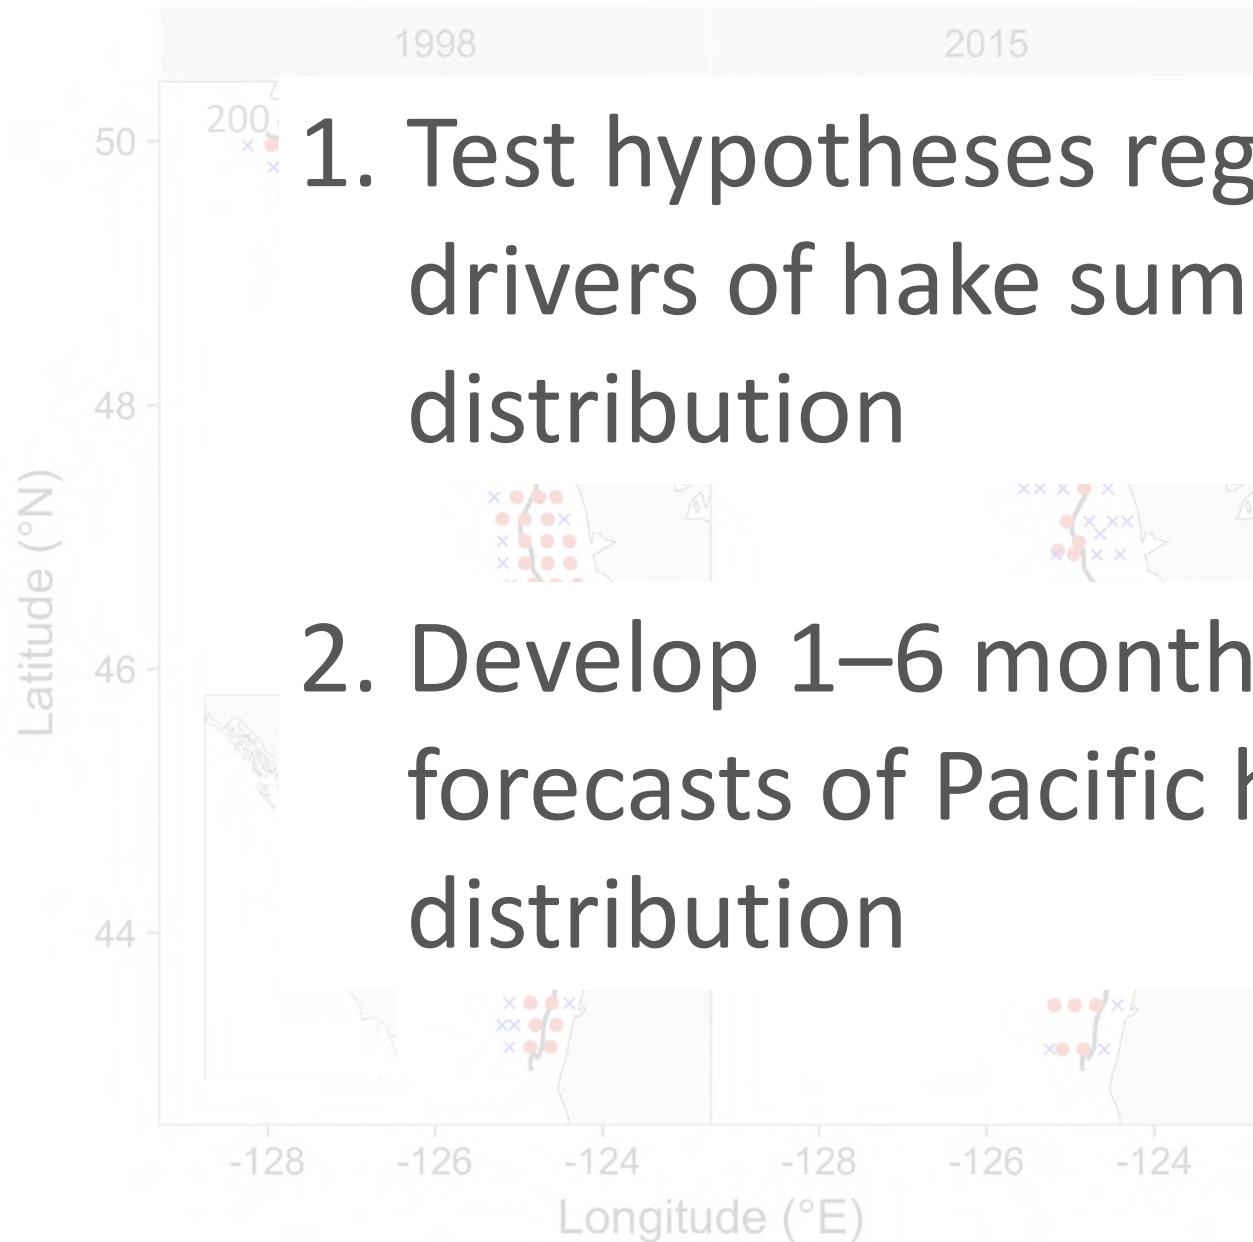 1998 2015
200
50
48
46
44
Latitude (°N)
1. Test hypotheses reg
drivers of hake sum
distribution
2. Develop 1–6 month
forecasts of Pacific h
distribution
-128 -126 -124 -128 -126 -124
Longitude (°E)